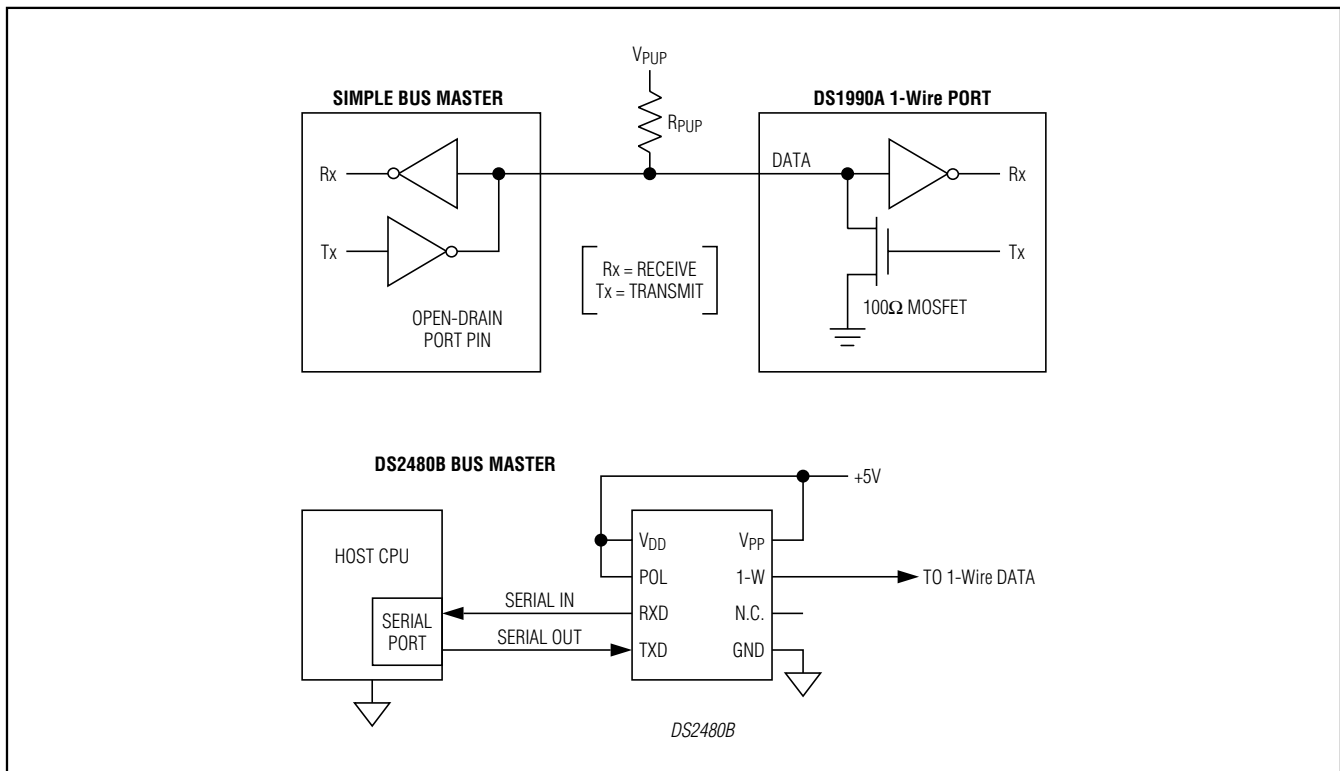 VPUP
SIMPLE BUS MASTER
DS1990A 1-Wire PORT
RPUP
DATA
Rx
Rx
Tx
Tx
Rx = RECEIVE
Tx = TRANSMIT
OPEN-DRAIN
PORT PIN
100Ω MOSFET
DS2480B BUS MASTER
+5V
HOST CPU
VDD
VPP
POL
1-W
TO 1-Wire DATA
SERIAL IN
RXD
N.C.
SERIAL
PORT
SERIAL OUT
TXD
GND
DS2480B